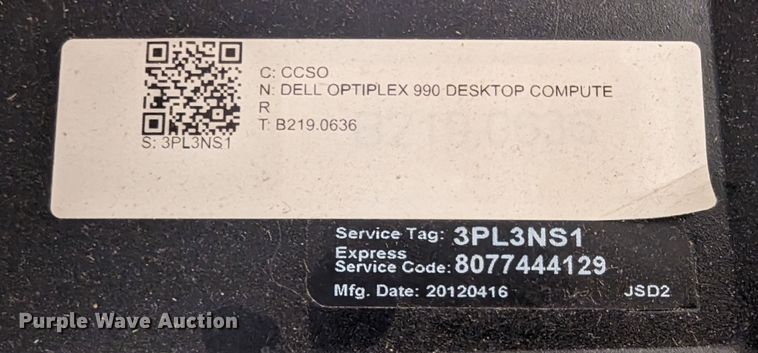 C: CCSO
N: DELL OPTIPLEX 990 DESKTOP COMPUTE
R
T: B219.0636
S: 3PL3NS1
Service Tag: 3PL3NS1
Express
Service Code: 8077444129
Mfg. Date: 20120416 JSD2
Purple Wave Auction